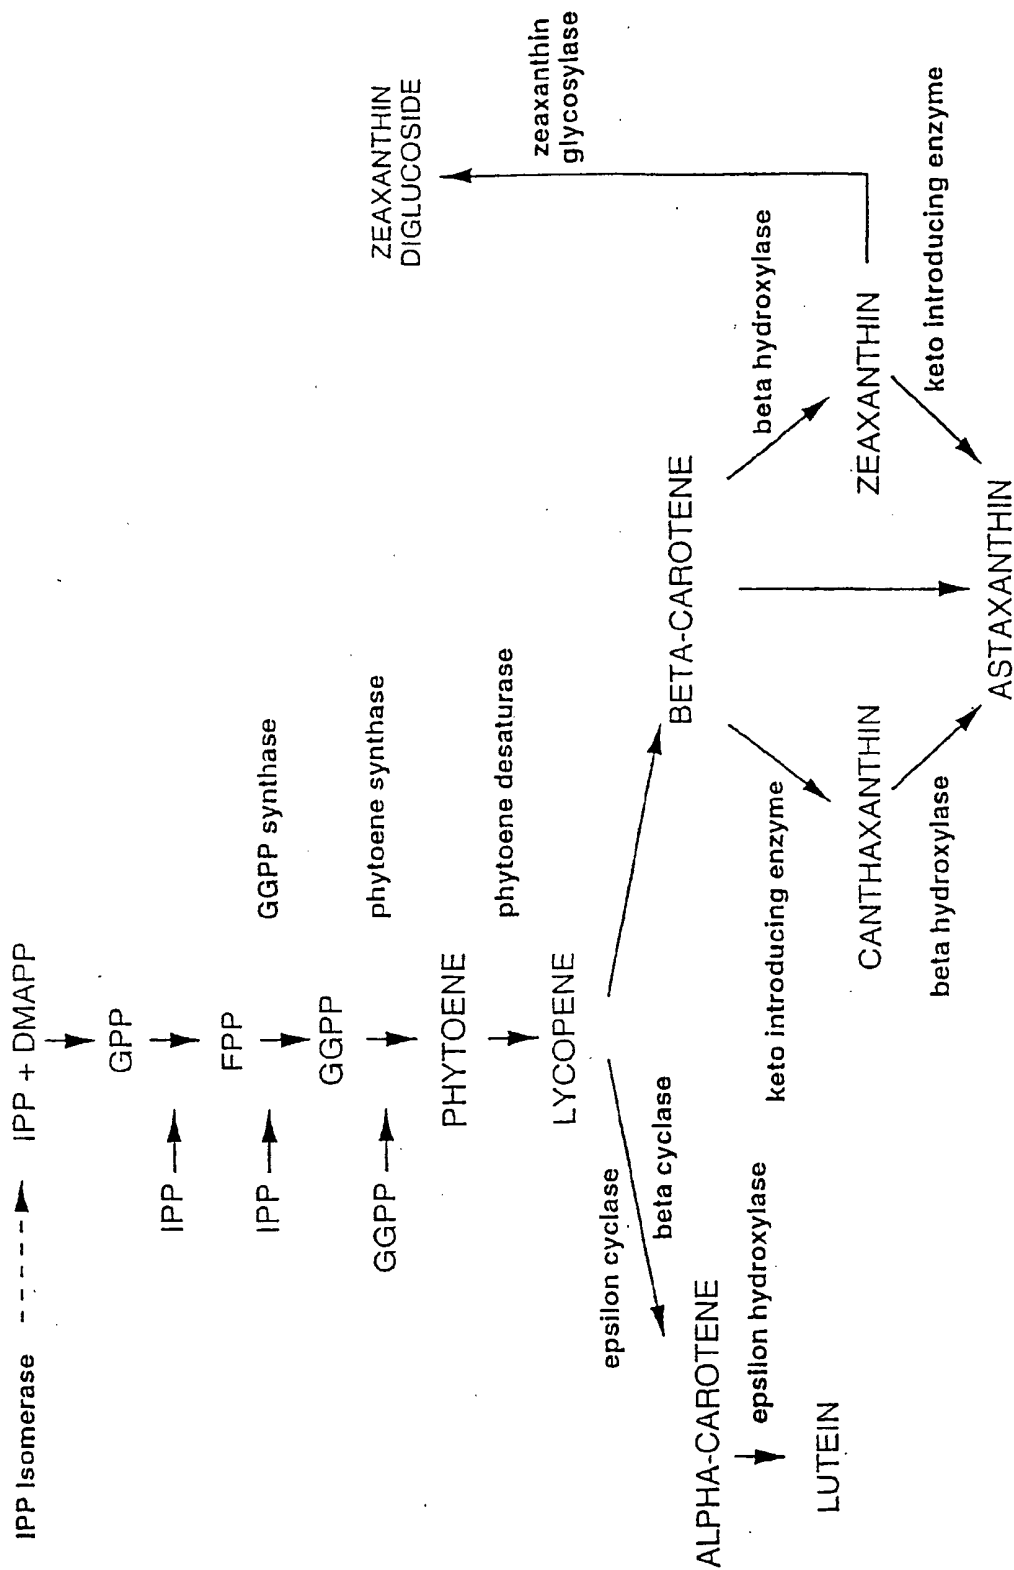 IPP Isomerase
IPP + DMAPP
GPP
IPP
FPP
IPP
GGPP synthase
GGPP
GGPP
phytoene synthase
PHYTOENE
phytoene desaturase
LYCOPENE
epsilon cyclase
beta cyclase
ALPHA-CAROTENE
epsilon hydroxylase
LUTEIN
BETA-CAROTENE
keto introducing enzyme
beta hydroxylase
CANTHAXANTHIN
ZEAXANTHIN
beta hydroxylase
keto introducing enzyme
ASTAXANTHIN
ZEAXANTHIN
DIGLUCOSIDE
zeaxanthin
glycosylase